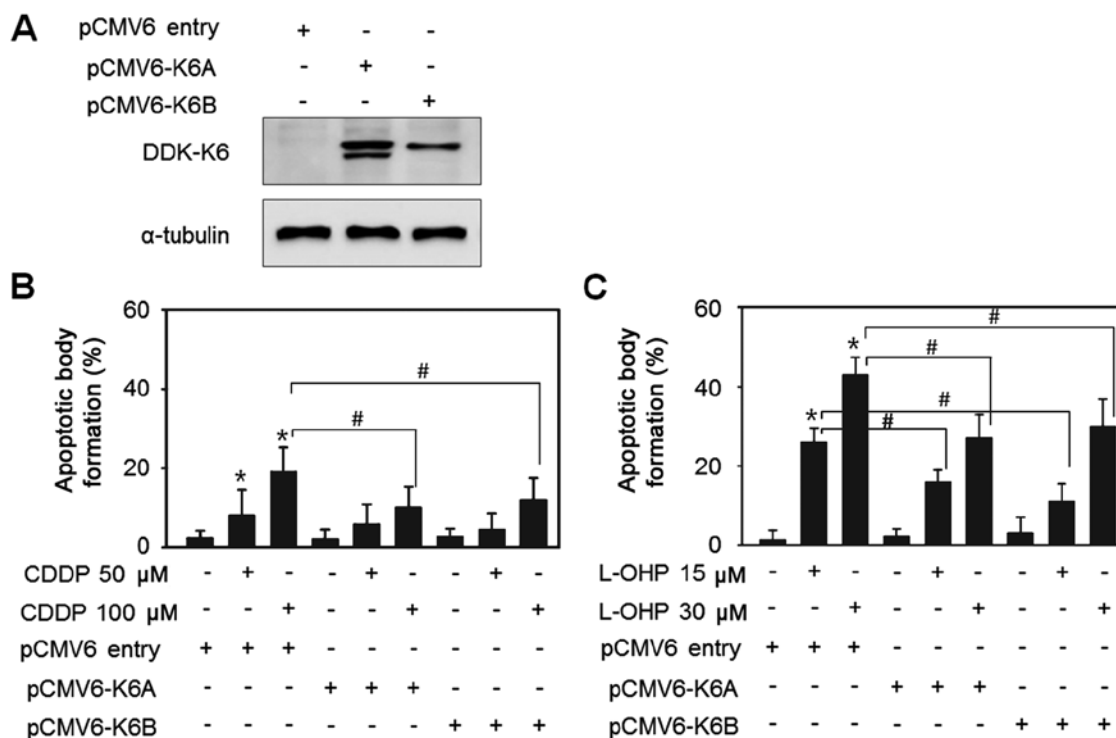 A
pCMV6 entry + - -
pCMV6-K6A - + -
pCMV6-K6B - - +
DDK-K6
α-tubulin
B
Apoptotic body
formation (%)
60
40
20
0
* * # #
CDDP 50 μM - + - - + - - + -
CDDP 100 μM - - + - - + - - +
pCMV6 entry + + + - - - - - -
pCMV6-K6A - - - + + + - - -
pCMV6-K6B - - - - - - + + +
C
Apoptotic body
formation (%)
60
40
20
0
* * # # # #
L-OHP 15 μM - + - - + - - + -
L-OHP 30 μM - - + - - + - - +
pCMV6 entry + + + - - - - - -
pCMV6-K6A - - - + + + - - -
pCMV6-K6B - - - - - - + + +